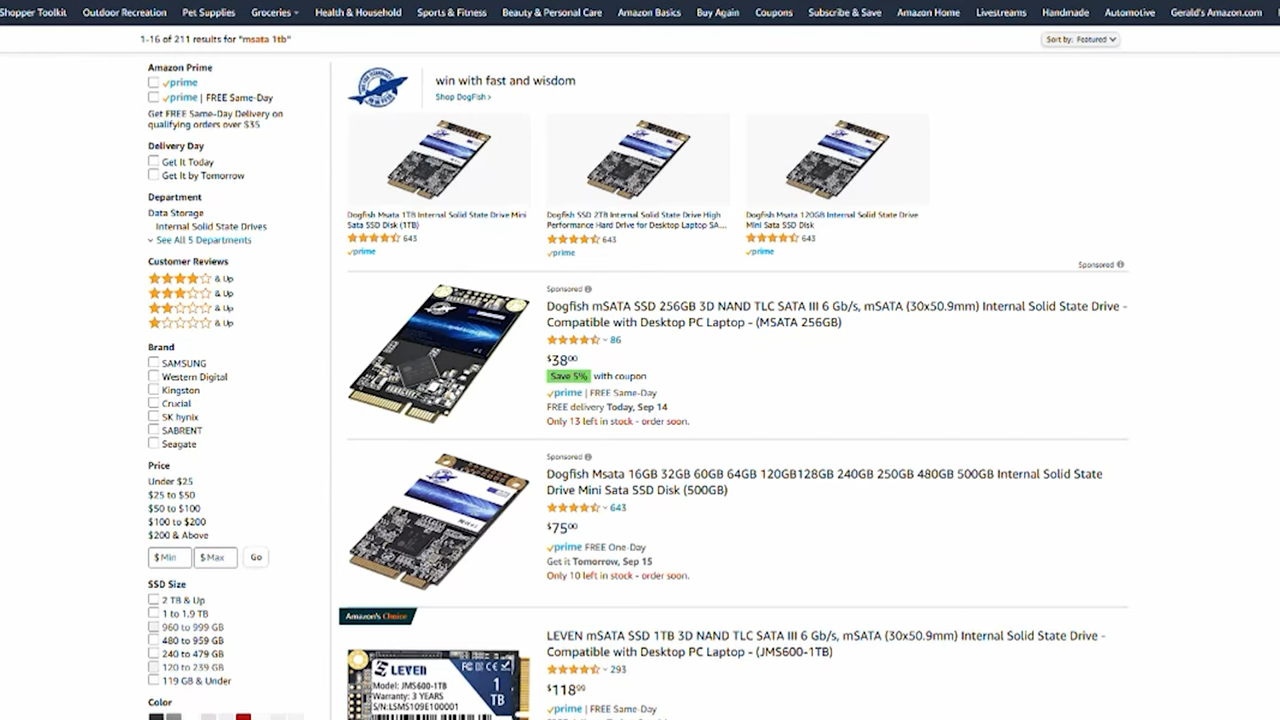 Shopper Toolkit Outdoor Recreation Pet Supplies Groceries Health & Household Sports & Fitness Beauty & Personal Care Amazon Basics Buy Again Coupons Subscribe & Save Amazon Home Livestreams Handmade Automotive Gerald's Amazon.com
1-16 of 211 results for "msata 1tb"
Sort by: Featured
Amazon Prime
prime
prime | FREE Same-Day
Get FREE Same-Day Delivery on
qualifying orders over $35
Delivery Day
Get It Today
Get It by Tomorrow
Department
Data Storage
Internal Solid State Drives
See All 5 Departments
Customer Reviews
& Up
& Up
& Up
& Up
Brand
SAMSUNG
Western Digital
Kingston
Crucial
SK hynix
SABRENT
Seagate
Price
Under $25
$25 to $50
$50 to $100
$100 to $200
$200 & Above
$ Min $ Max Go
SSD Size
2 TB & Up
1 to 1.9 TB
960 to 999 GB
480 to 959 GB
240 to 479 GB
120 to 239 GB
119 GB & Under
Color
win with fast and wisdom
Shop DogFish ›
Dogfish Msata 1TB Internal Solid State Drive Mini
Sata SSD Disk (1TB)
643
prime
Dogfish SSD 2TB Internal Solid State Drive High
Performance Hard Drive for Desktop Laptop SA...
643
prime
Dogfish Msata 120GB Internal Solid State Drive
Mini Sata SSD Disk
643
prime
Sponsored
Sponsored
Dogfish mSATA SSD 256GB 3D NAND TLC SATA III 6 Gb/s, mSATA (30x50.9mm) Internal Solid State Drive -
Compatible with Desktop PC Laptop - (MSATA 256GB)
86
$3800
Save 5% with coupon
prime | FREE Same-Day
FREE delivery Today, Sep 14
Only 13 left in stock - order soon.
Sponsored
Dogfish Msata 16GB 32GB 60GB 64GB 120GB128GB 240GB 250GB 480GB 500GB Internal Solid State
Drive Mini Sata SSD Disk (500GB)
643
$7500
prime FREE One-Day
Get it Tomorrow, Sep 15
Only 10 left in stock - order soon.
Amazon's Choice
LEVEN mSATA SSD 1TB 3D NAND TLC SATA III 6 Gb/s, mSATA (30x50.9mm) Internal Solid State Drive -
Compatible with Desktop PC Laptop - (JMS600-1TB)
293
$11899
prime | FREE Same-Day
LEVEN
Model: JMS600-1TB
Warranty: 3 YEARS
S/N:LSMS109E100001
1
TB